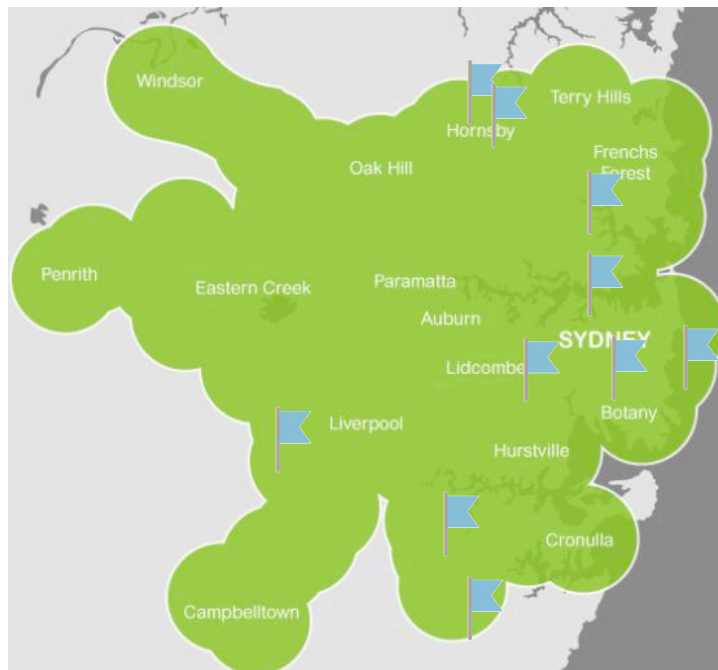 Windsor
Terry Hills
Hornsby
Frenchs
Forest
Oak Hill
Penrith
Eastern Creek
Paramatta
Auburn
SYDNEY
Lidcombe
Botany
Liverpool
Hurstville
Cronulla
Campbelltown